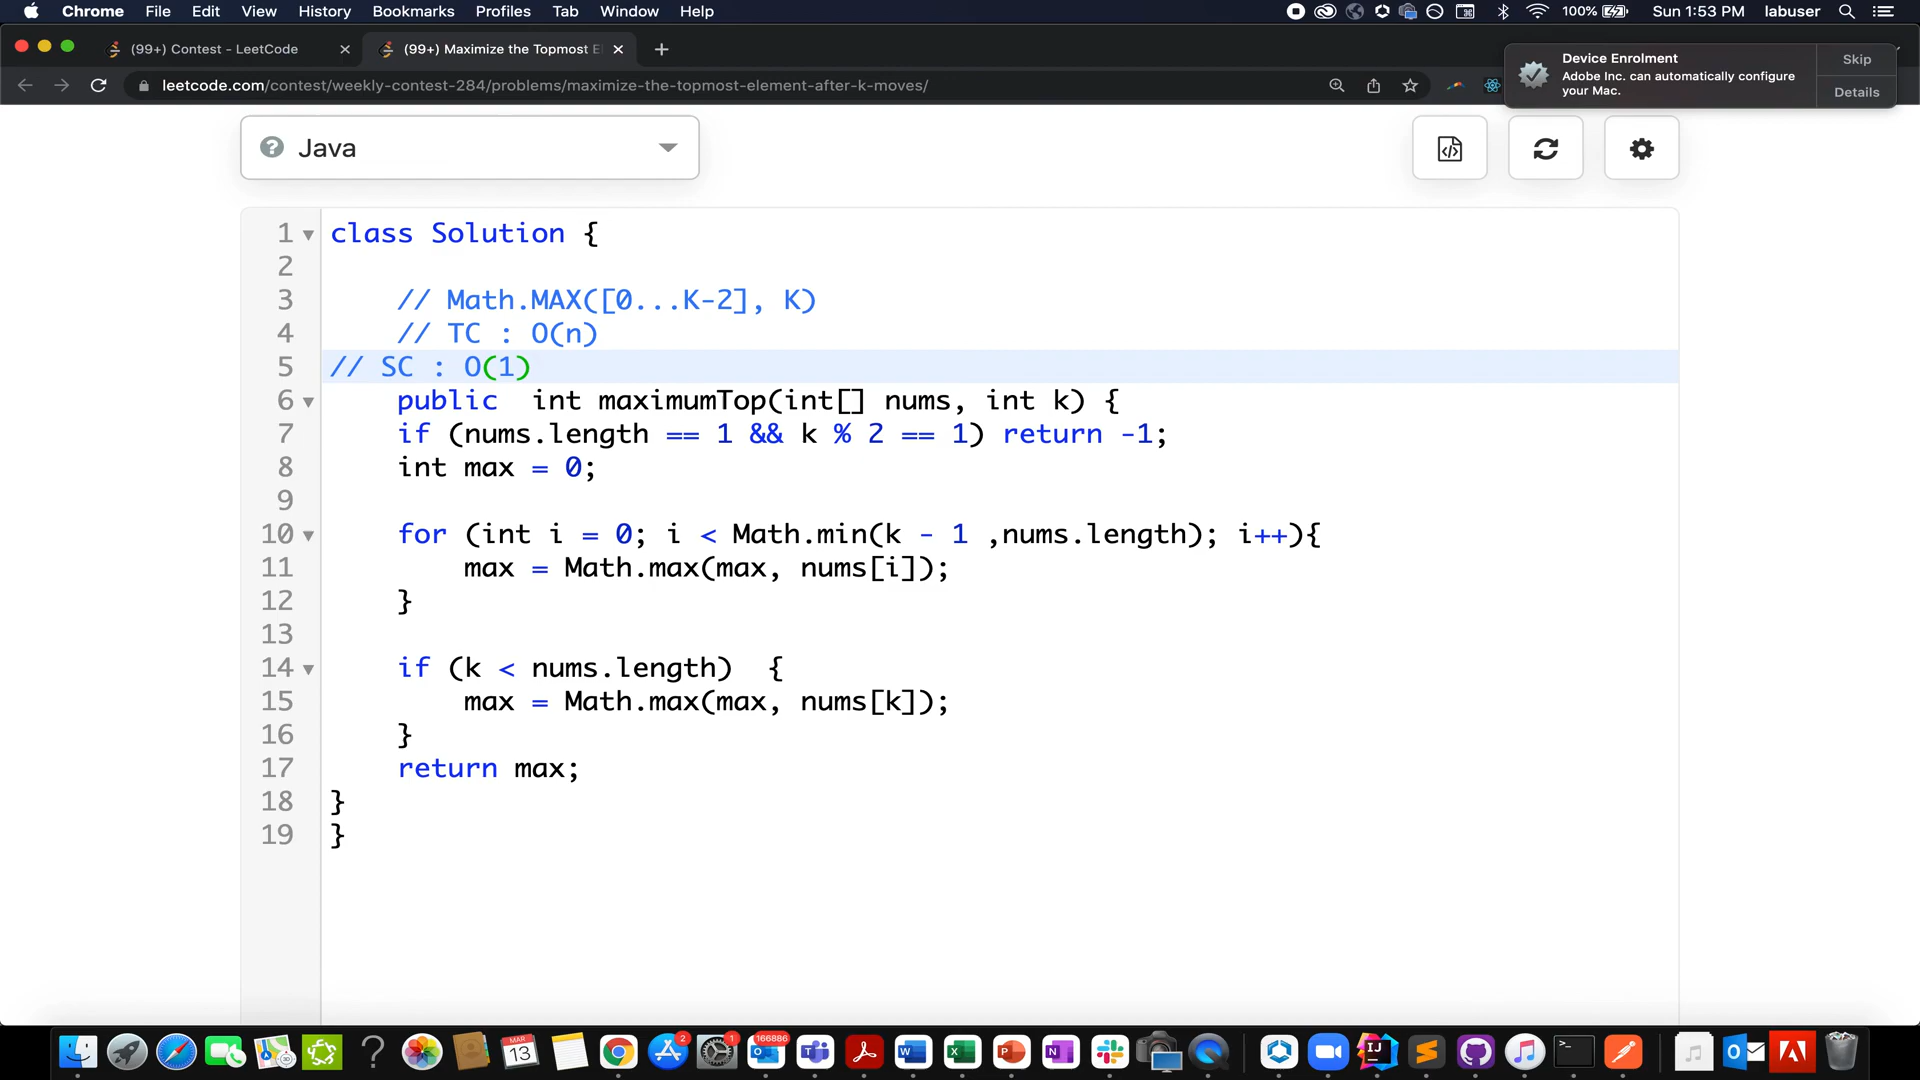 Chrome File Edit View History Bookmarks Profiles Tab Window Help 100% Sun 1:53 PM labuser
(99+) Contest - LeetCode
(99+) Maximize the Topmost E
leetcode.com/contest/weekly-contest-284/problems/maximize-the-topmost-element-after-k-moves/
Device Enrolment
Adobe Inc. can automatically configure
your Mac.
Skip
Details
Java
1 class Solution {
2
3 // Math.MAX([0...K-2], K)
4 // TC : O(n)
5 // SC : O(1)
6 public  int maximumTop(int[] nums, int k) {
7 if (nums.length == 1 && k % 2 == 1) return -1;
8 int max = 0;
9
10 for (int i = 0; i < Math.min(k - 1 ,nums.length); i++){
11 max = Math.max(max, nums[i]);
12 }
13
14 if (k < nums.length)  {
15 max = Math.max(max, nums[k]);
16 }
17 return max;
18 }
19 }
2
MAR
13
1
166886